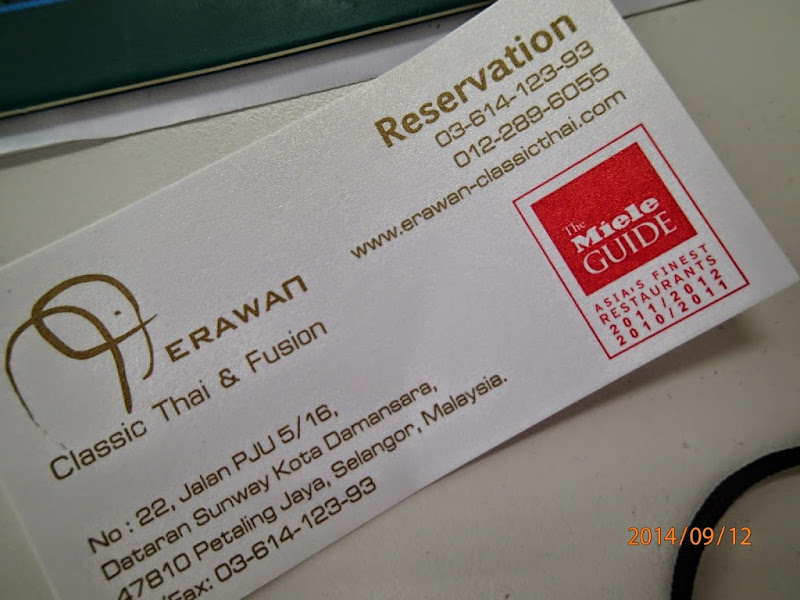 Reservation
03-614-123-93
012-289-6055
www.erawan-classicthai.com
The
Miele
GUIDE
ASIA'S FINEST
RESTAURANTS
2011/2012
2010/2011
ERAWAN
Classic Thai & Fusion
No : 22, Jalan PJU 5/16,
Dataran Sunway Kota Damansara,
47810 Petaling Jaya, Selangor, Malaysia.
/Fax: 03-614-123-93
2014/09/12